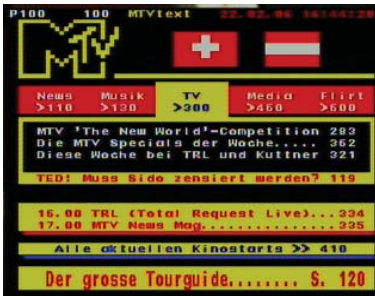 P100 100 MTVtext 22.02.06 16:44:20
MTV
News Musik TV Media Flirt
>110 >130 >300 >460 >600
MTV 'The New World'-Competition 283
Die MTV Specials der Woche..... 362
Diese Woche bei TRL und Kuttner 321
TED! Muss Sido zensiert werden? 119
16.00 TRL (Total Request Live)...334
17.00 MTV News Mag...............335
Alle aktuellen Kinostarts >> 410
Der grosse Tourguide........ S. 120